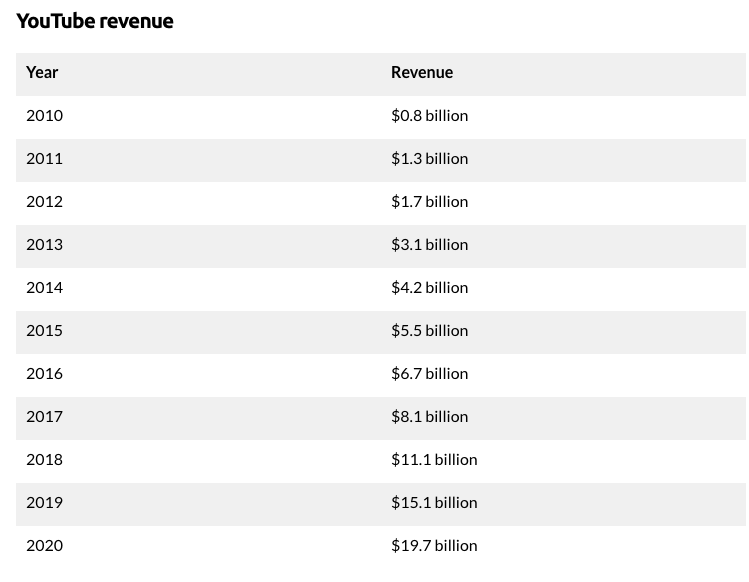 YouTube revenue
Year Revenue
2010 $0.8 billion
2011 $1.3 billion
2012 $1.7 billion
2013 $3.1 billion
2014 $4.2 billion
2015 $5.5 billion
2016 $6.7 billion
2017 $8.1 billion
2018 $11.1 billion
2019 $15.1 billion
2020 $19.7 billion